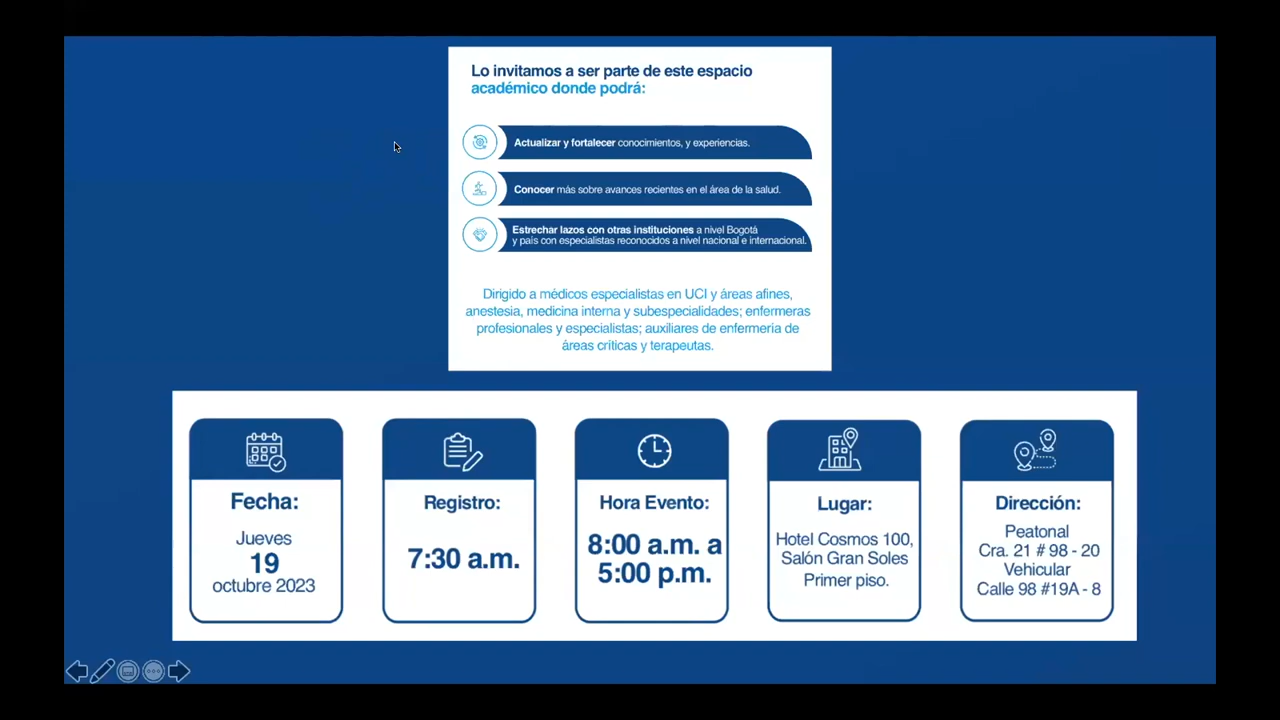 Lo invitamos a ser parte de este espacio
académico donde podrá:
Actualizar y fortalecer conocimientos, y experiencias.
Conocer más sobre avances recientes en el área de la salud.
Estrechar lazos con otras instituciones a nivel Bogotá
y país con especialistas reconocidos a nivel nacional e internacional.
Dirigido a médicos especialistas en UCI y áreas afines,
anestesia, medicina interna y subespecialidades; enfermeras
profesionales y especialistas; auxiliares de enfermería de
áreas críticas y terapeutas.
Fecha:
Jueves
19
octubre 2023
Registro:
7:30 a.m.
Hora Evento:
8:00 a.m. a
5:00 p.m.
Lugar:
Hotel Cosmos 100,
Salón Gran Soles
Primer piso.
Dirección:
Peatonal
Cra. 21 # 98 - 20
Vehicular
Calle 98 #19A - 8